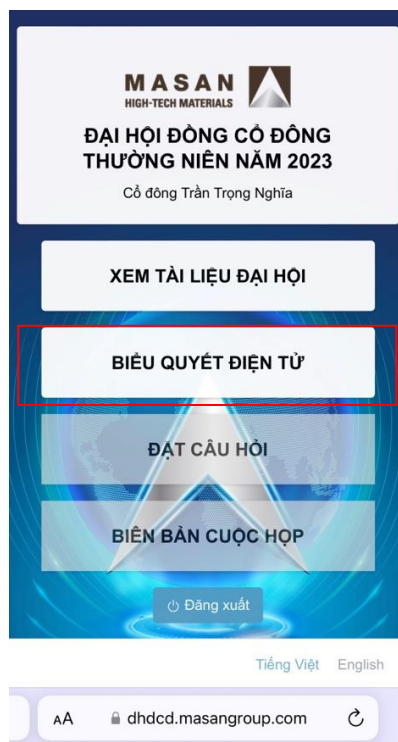 MASAN
HIGH-TECH MATERIALS
ĐẠI HỘI ĐỒNG CỔ ĐÔNG
THƯỜNG NIÊN NĂM 2023
Cổ đông Trần Trọng Nghĩa
XEM TÀI LIỆU ĐẠI HỘI
BIỂU QUYẾT ĐIỆN TỬ
ĐẶT CÂU HỎI
BIÊN BẢN CUỘC HỌP
Đăng xuất
Tiếng Việt English
AA dhdcd.masangroup.com